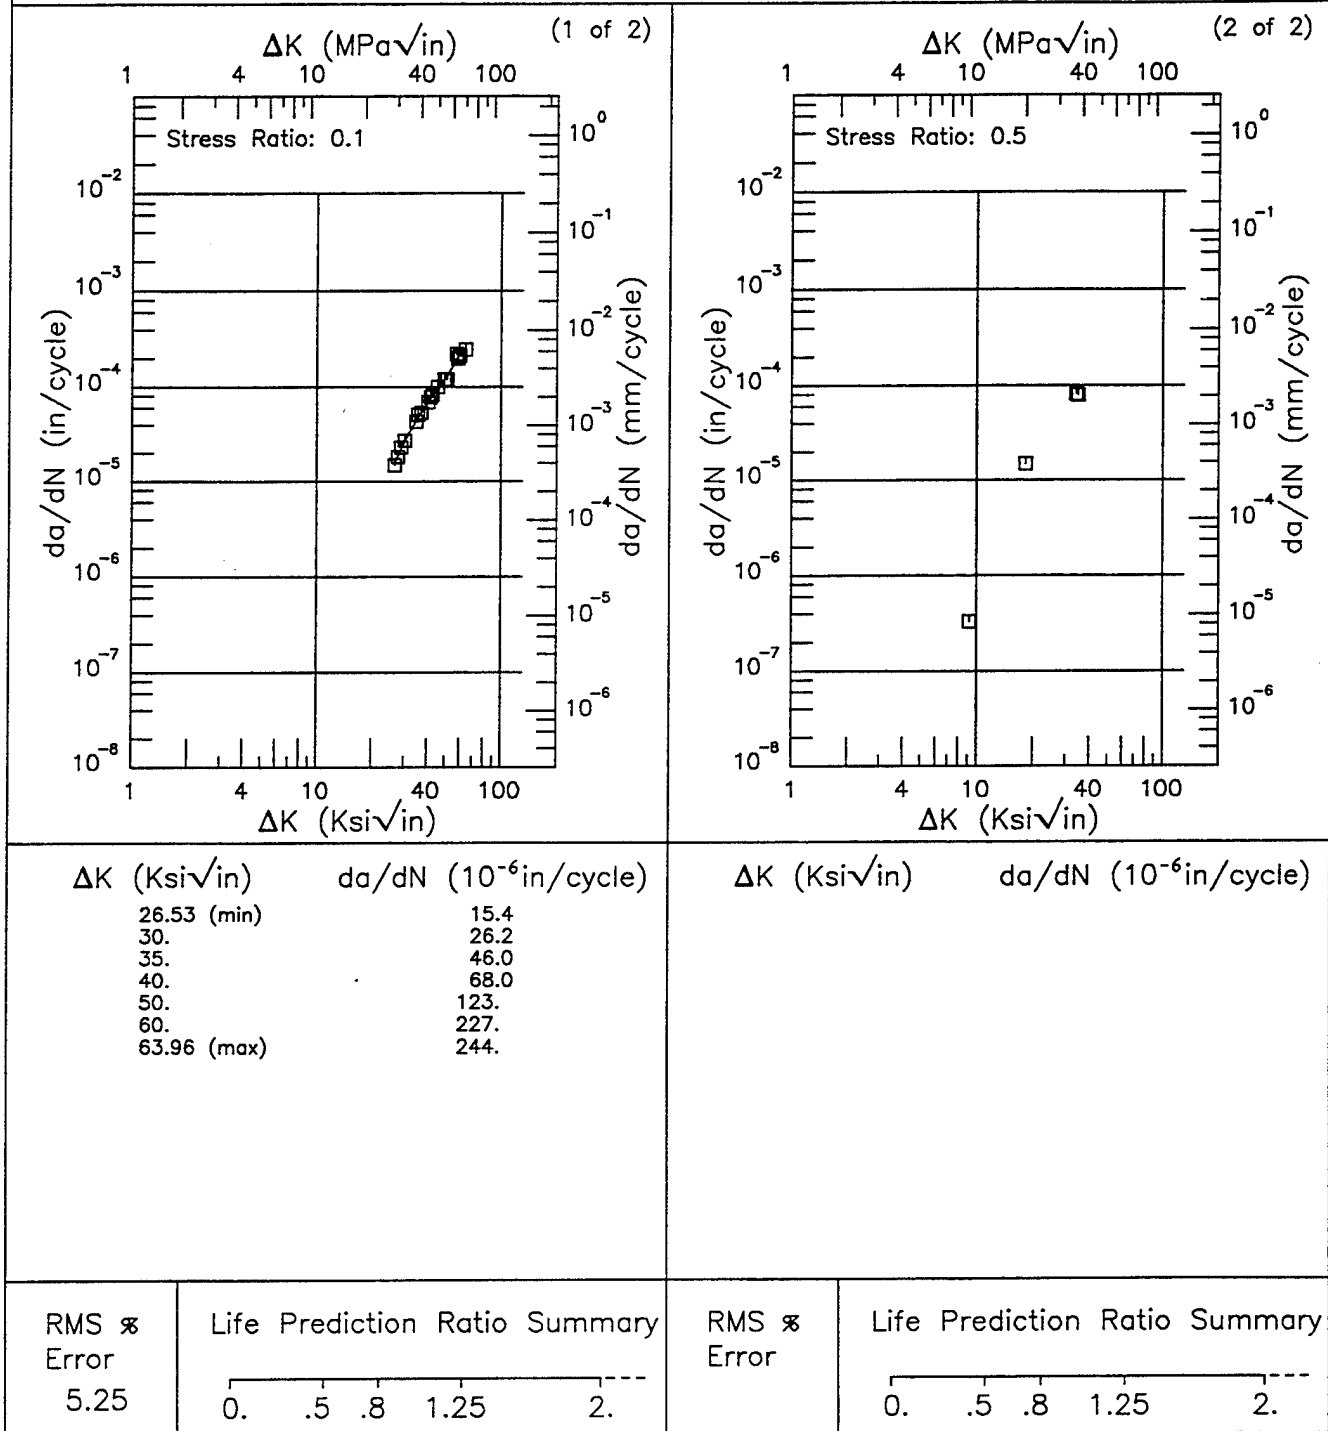 (1 of 2)
ΔK (MPa√in)
1 4 10 40 100
Stress Ratio: 0.1
da/dN (in/cycle)
10⁻²
10⁻³
10⁻⁴
10⁻⁵
10⁻⁶
10⁻⁷
10⁻⁸
da/dN (mm/cycle)
10⁰
10⁻¹
10⁻²
10⁻³
10⁻⁴
10⁻⁵
10⁻⁶
1 4 10 40 100
ΔK (Ksi√in)
(2 of 2)
ΔK (MPa√in)
1 4 10 40 100
Stress Ratio: 0.5
da/dN (in/cycle)
10⁻²
10⁻³
10⁻⁴
10⁻⁵
10⁻⁶
10⁻⁷
10⁻⁸
da/dN (mm/cycle)
10⁰
10⁻¹
10⁻²
10⁻³
10⁻⁴
10⁻⁵
10⁻⁶
1 4 10 40 100
ΔK (Ksi√in)
ΔK (Ksi√in) da/dN (10⁻⁶in/cycle)
26.53 (min) 15.4
30. 26.2
35. 46.0
40. 68.0
50. 123.
60. 227.
63.96 (max) 244.
ΔK (Ksi√in) da/dN (10⁻⁶in/cycle)
RMS %
Error
5.25
Life Prediction Ratio Summary
0. .5 .8 1.25 2.
RMS %
Error
Life Prediction Ratio Summary
0. .5 .8 1.25 2.